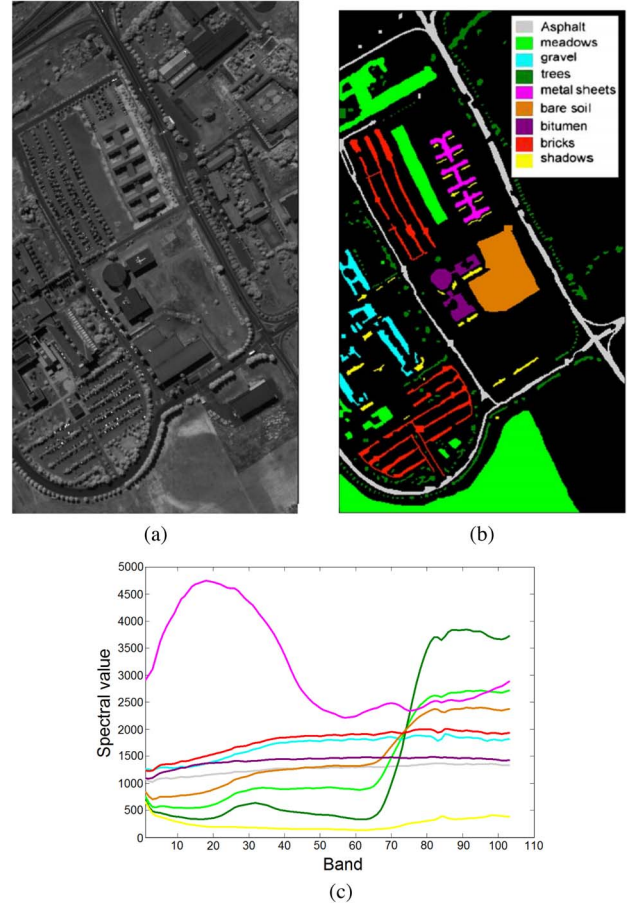 Asphalt
meadows
gravel
trees
metal sheets
bare soil
bitumen
bricks
shadows
(a)
(b)
5000
4500
4000
3500
3000
2500
2000
1500
1000
500
0
Spectral value
10 20 30 40 50 60 70 80 90 100 110
Band
(c)